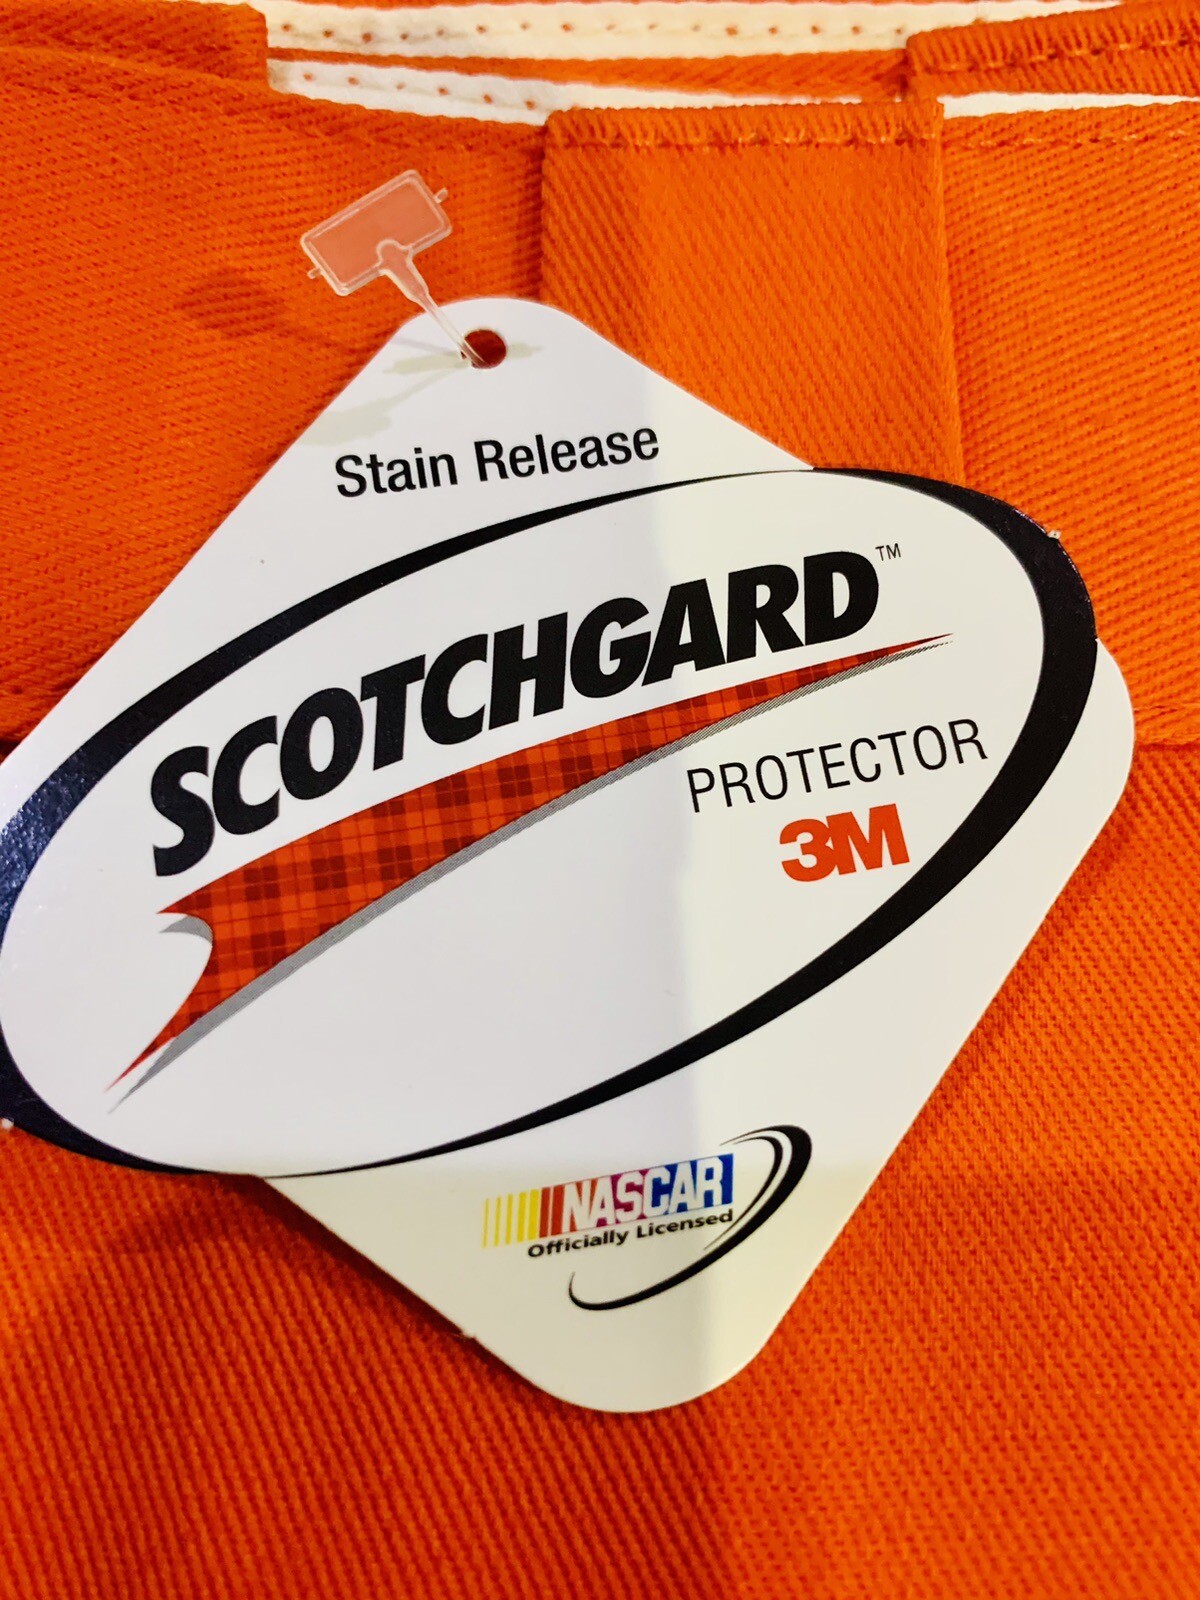 Stain Release
SCOTCHGARD™
PROTECTOR
3M
NASCAR
Officially Licensed